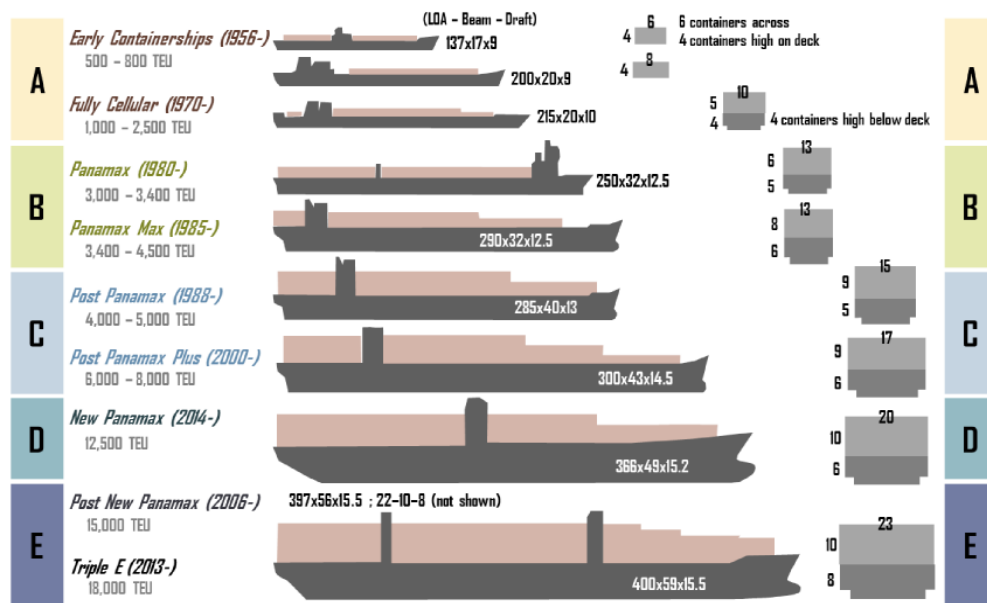 (LOA – Beam – Draft)
A
Early Containerships (1956-)
500 – 800 TEU
137x17x9
6
4
6 containers across
4 containers high on deck
200x20x9
8
4
Fully Cellular (1970-)
1,000 – 2,500 TEU
215x20x10
10
5
4
4 containers high below deck
A
B
Panamax (1980-)
3,000 – 3,400 TEU
250x32x12.5
13
6
5
Panamax Max (1985-)
3,400 – 4,500 TEU
290x32x12.5
13
8
6
B
C
Post Panamax (1988-)
4,000 – 5,000 TEU
285x40x13
15
9
5
Post Panamax Plus (2000-)
6,000 – 8,000 TEU
300x43x14.5
17
9
6
C
D
New Panamax (2014-)
12,500 TEU
366x49x15.2
20
10
6
D
E
Post New Panamax (2006-)
15,000 TEU
397x56x15.5 ; 22-10-8 (not shown)
Triple E (2013-)
18,000 TEU
400x59x15.5
23
10
8
E